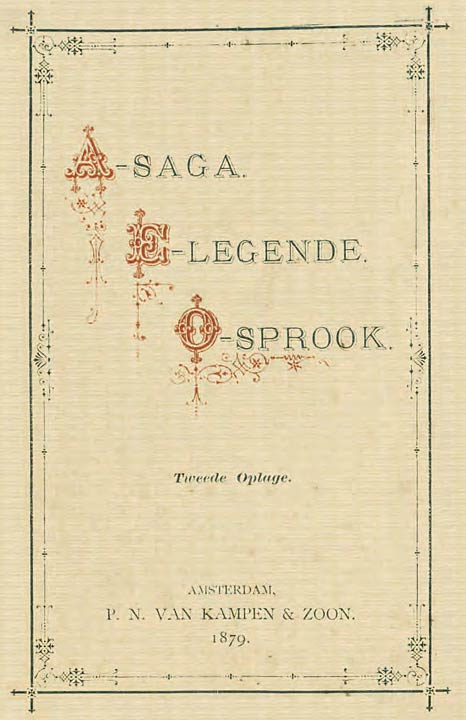 A-SAGA.
E-LEGENDE.
O-SPROOK.
Tweede Oplage.
AMSTERDAM,
P. N. VAN KAMPEN & ZOON.
1879.